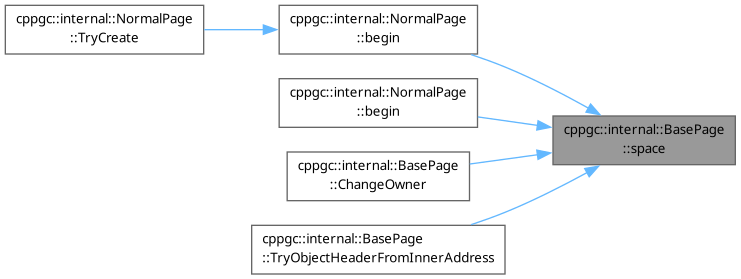 cppgc::internal::NormalPage
::TryCreate
cppgc::internal::NormalPage
::begin
cppgc::internal::NormalPage
::begin
cppgc::internal::BasePage
::space
cppgc::internal::BasePage
::ChangeOwner
cppgc::internal::BasePage
::TryObjectHeaderFromInnerAddress